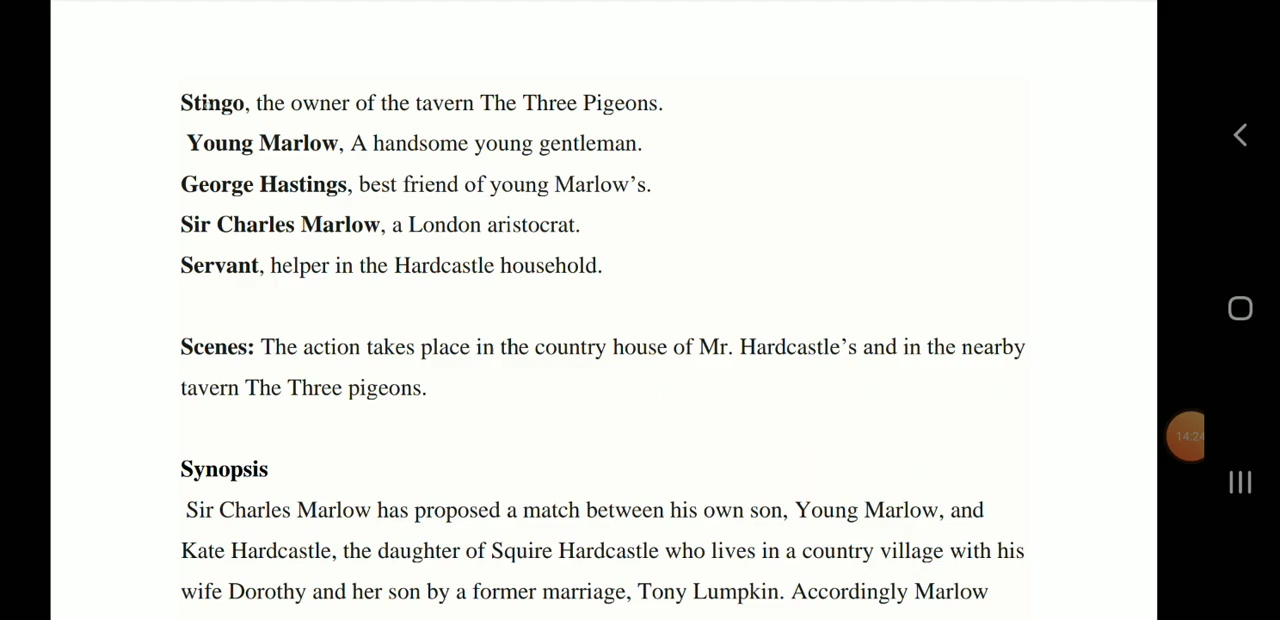 Stingo, the owner of the tavern The Three Pigeons.
Young Marlow, A handsome young gentleman.
George Hastings, best friend of young Marlow’s.
Sir Charles Marlow, a London aristocrat.
Servant, helper in the Hardcastle household.
Scenes: The action takes place in the country house of Mr. Hardcastle’s and in the nearby
tavern The Three pigeons.
Synopsis
Sir Charles Marlow has proposed a match between his own son, Young Marlow, and
Kate Hardcastle, the daughter of Squire Hardcastle who lives in a country village with his
wife Dorothy and her son by a former marriage, Tony Lumpkin. Accordingly Marlow
14:24